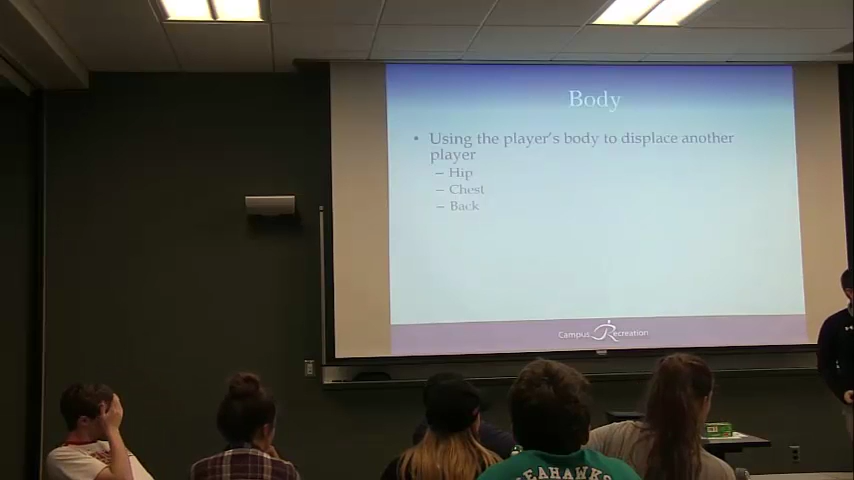 Body
• Using the player's body to displace another
player
– Hip
– Chest
– Back
Campus Recreation
SEAHAWKS